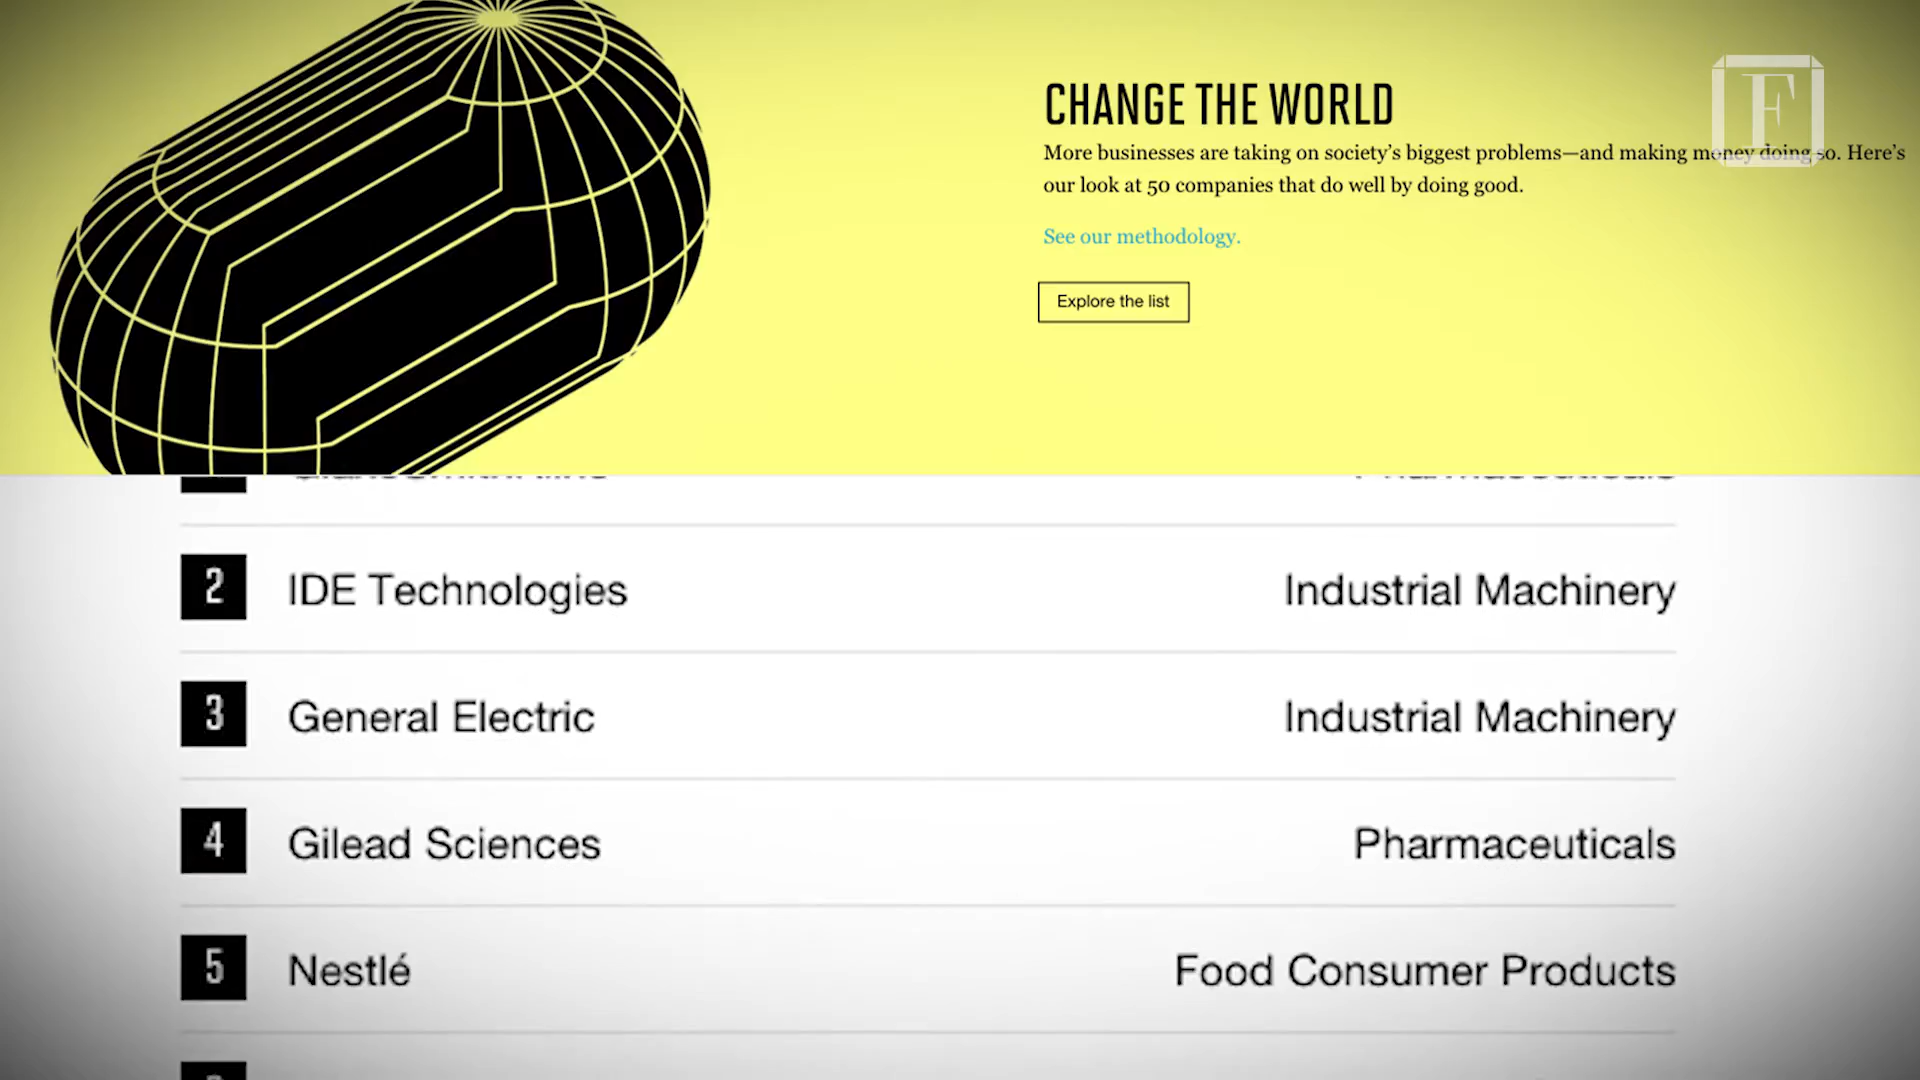 CHANGE THE WORLD
F
More businesses are taking on society's biggest problems—and making money doing so. Here's
our look at 50 companies that do well by doing good.
See our methodology.
Explore the list
2 IDE Technologies Industrial Machinery
3 General Electric Industrial Machinery
4 Gilead Sciences Pharmaceuticals
5 Nestlé Food Consumer Products